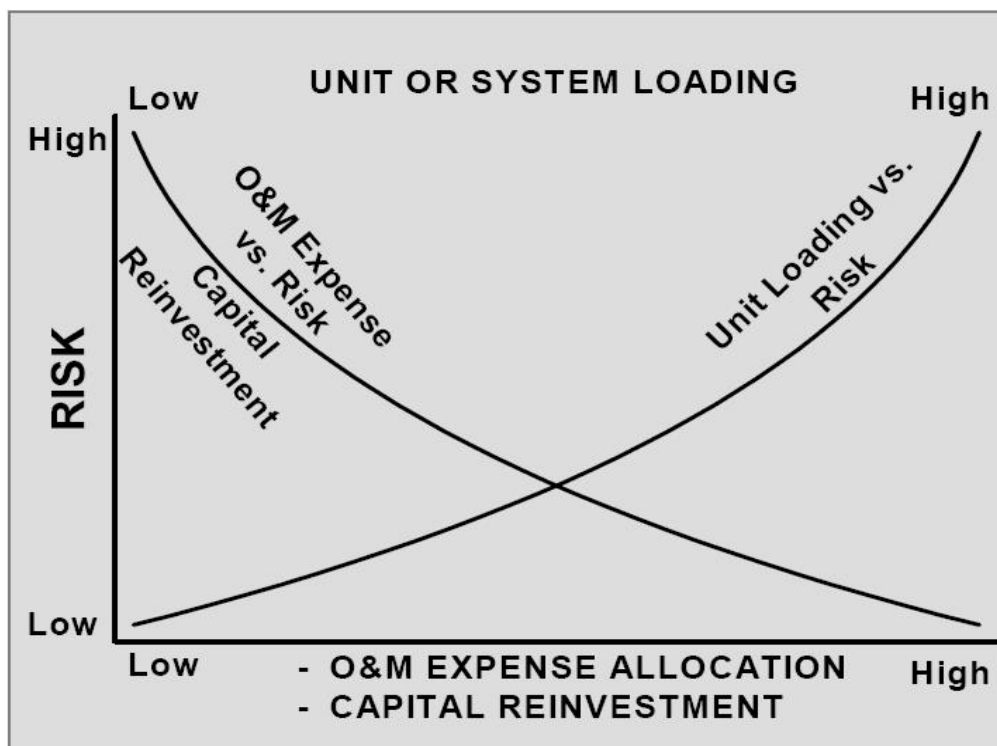 UNIT OR SYSTEM LOADING
Low
High
High
O&M Expense
vs. Risk
Capital
Reinvestment
Unit Loading vs.
Risk
RISK
Low
Low
- O&M EXPENSE ALLOCATION
High
- CAPITAL REINVESTMENT